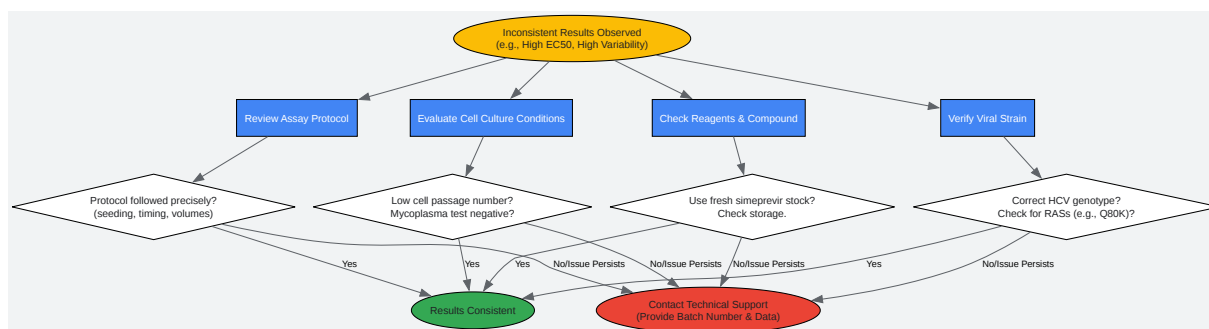 Inconsistent Results Observed
(e.g., High EC50, High Variability)
Review Assay Protocol
Evaluate Cell Culture Conditions
Check Reagents & Compound
Verify Viral Strain
Protocol followed precisely?
(seeding, timing, volumes)
Low cell passage number?
Mycoplasma test negative?
Use fresh simeprevir stock?
Check storage.
Correct HCV genotype?
Check for RASs (e.g., Q80K)?
Yes
Yes
Yes
No/Issue Persists
No/Issue Persists
No/Issue Persists
Yes
No/Issue Persists
Results Consistent
Contact Technical Support
(Provide Batch Number & Data)